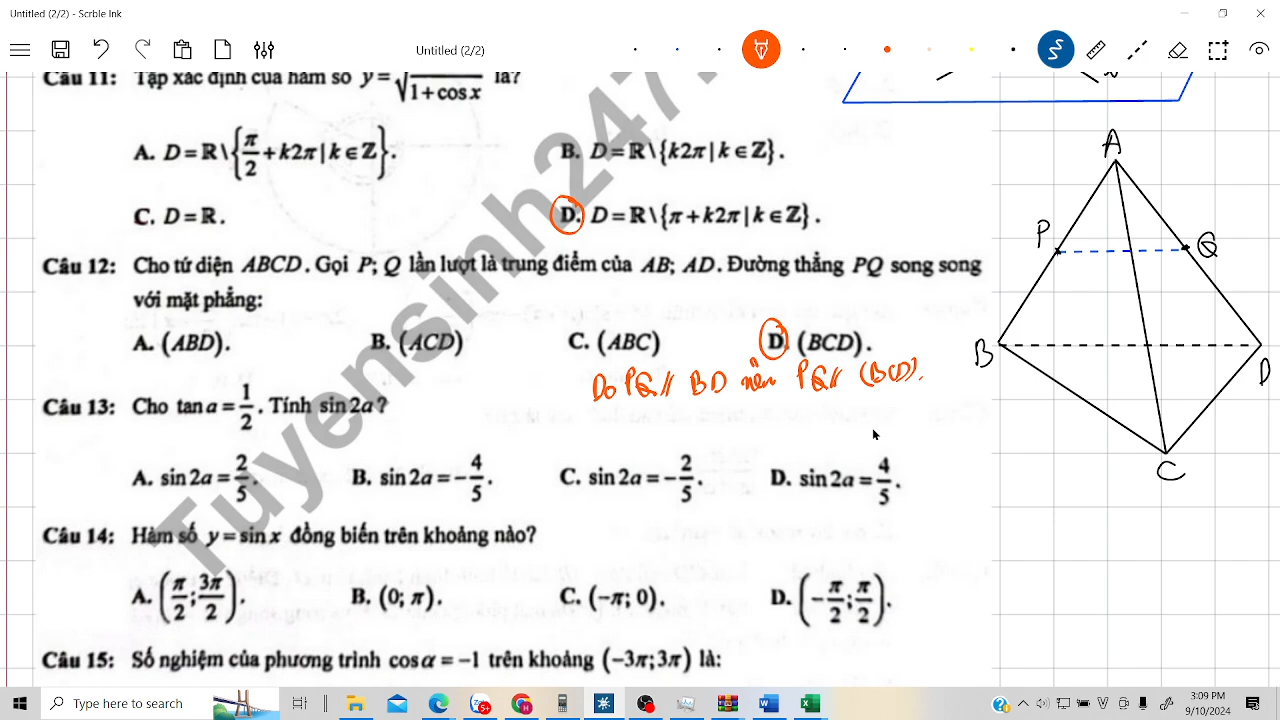 Untitled (2/2) - Scrble Ink
Untitled (2/2)
Câu 11: Tập xác định của hàm số y = √ 1 + cos x là?
A. D = ℝ \ {π/2 + k2π | k ∈ ℤ}.
B. D = ℝ \ {k2π | k ∈ ℤ}.
C. D = ℝ.
D. D = ℝ \ {π + k2π | k ∈ ℤ}.
Câu 12: Cho tứ diện ABCD. Gọi P; Q lần lượt là trung điểm của AB; AD. Đường thẳng PQ song song
với mặt phẳng:
A. (ABD).
B. (ACD)
C. (ABC)
D. (BCD).
Do PQ // BD nên PQ // (BCD).
Câu 13: Cho tan a = 1/2. Tính sin 2a?
A. sin 2a = 2/5.
B. sin 2a = -4/5.
C. sin 2a = -2/5.
D. sin 2a = 4/5.
Câu 14: Hàm số y = sin x đồng biến trên khoảng nào?
A. (π/2; 3π/2).
B. (0; π).
C. (-π; 0).
D. (-π/2; π/2).
Câu 15: Số nghiệm của phương trình cos α = -1 trên khoảng (-3π; 3π) là:
Tuyensinh247
A
P
Q
B
D
C
Type here to search
3:09 PM
9/10/2024